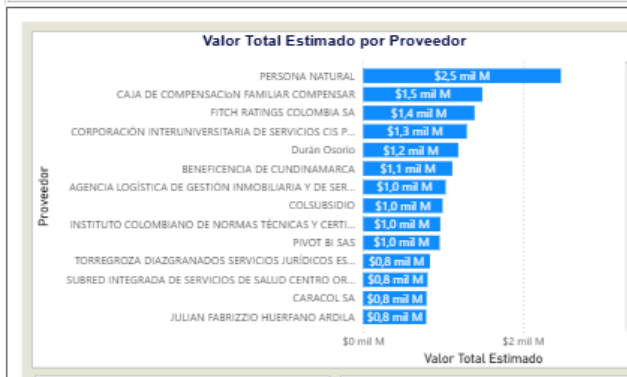 Valor Total Estimado por Proveedor
Proveedor
PERSONA NATURAL $2,5 mil M
CAJA DE COMPENSACIoN FAMILIAR COMPENSAR $1,5 mil M
FITCH RATINGS COLOMBIA SA $1,4 mil M
CORPORACIÓN INTERUNIVERSITARIA DE SERVICIOS CIS P... $1,3 mil M
Durán Osorio $1,2 mil M
BENEFICENCIA DE CUNDINAMARCA $1,1 mil M
AGENCIA LOGÍSTICA DE GESTIÓN INMOBILIARIA Y DE SER... $1,0 mil M
COLSUBSIDIO $1,0 mil M
INSTITUTO COLOMBIANO DE NORMAS TÉCNICAS Y CERTI... $1,0 mil M
PIVOT BI SAS $1,0 mil M
TORREGROZA DIAZGRANADOS SERVICIOS JURÍDICOS ES... $0,8 mil M
SUBRED INTEGRADA DE SERVICIOS DE SALUD CENTRO OR... $0,8 mil M
CARACOL SA $0,8 mil M
JULIAN FABRIZZIO HUERFANO ARDILA $0,8 mil M
$0 mil M $2 mil M
Valor Total Estimado